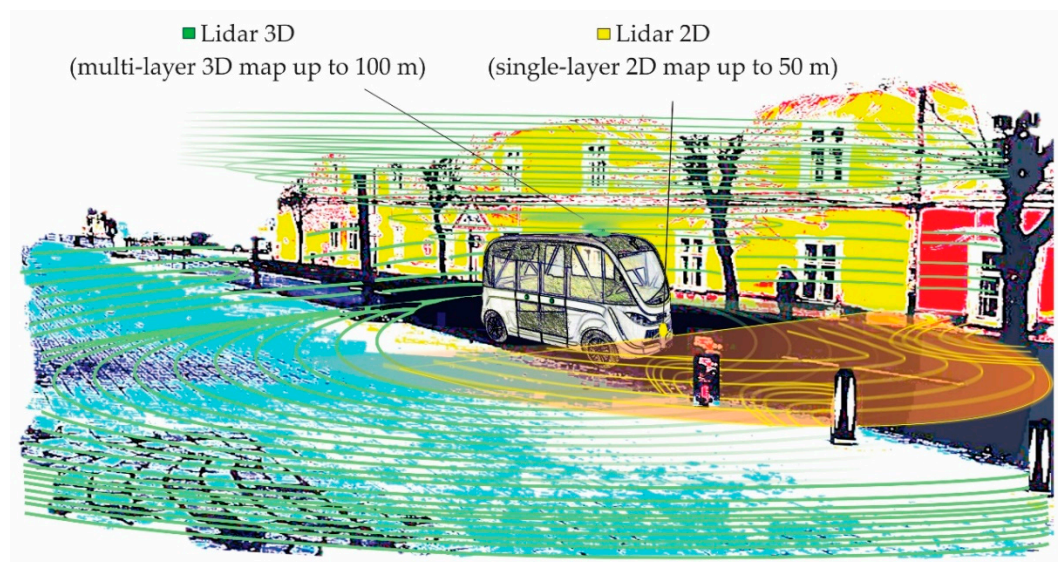 Lidar 3D
(multi-layer 3D map up to 100 m)
Lidar 2D
(single-layer 2D map up to 50 m)